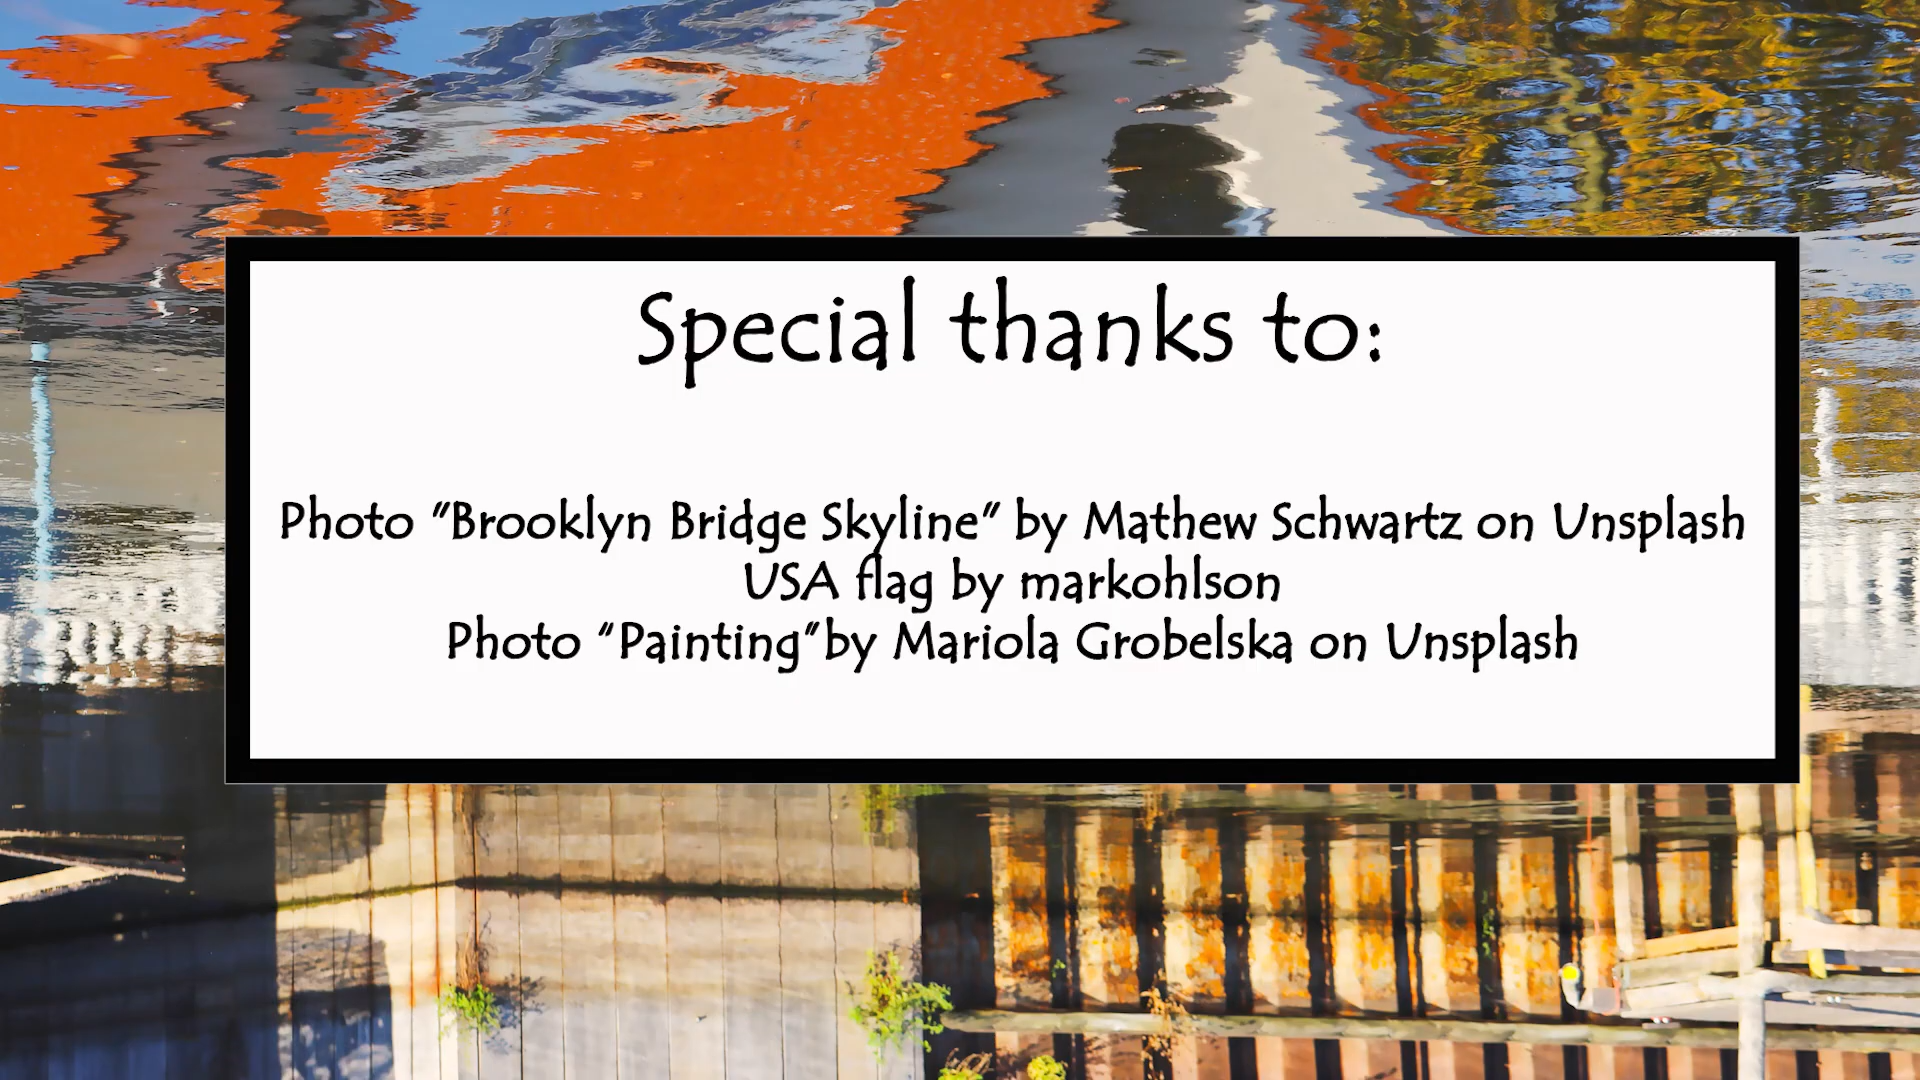 Special thanks to:
Photo "Brooklyn Bridge Skyline" by Mathew Schwartz on Unsplash
USA flag by markohlson
Photo "Painting"by Mariola Grobelska on Unsplash